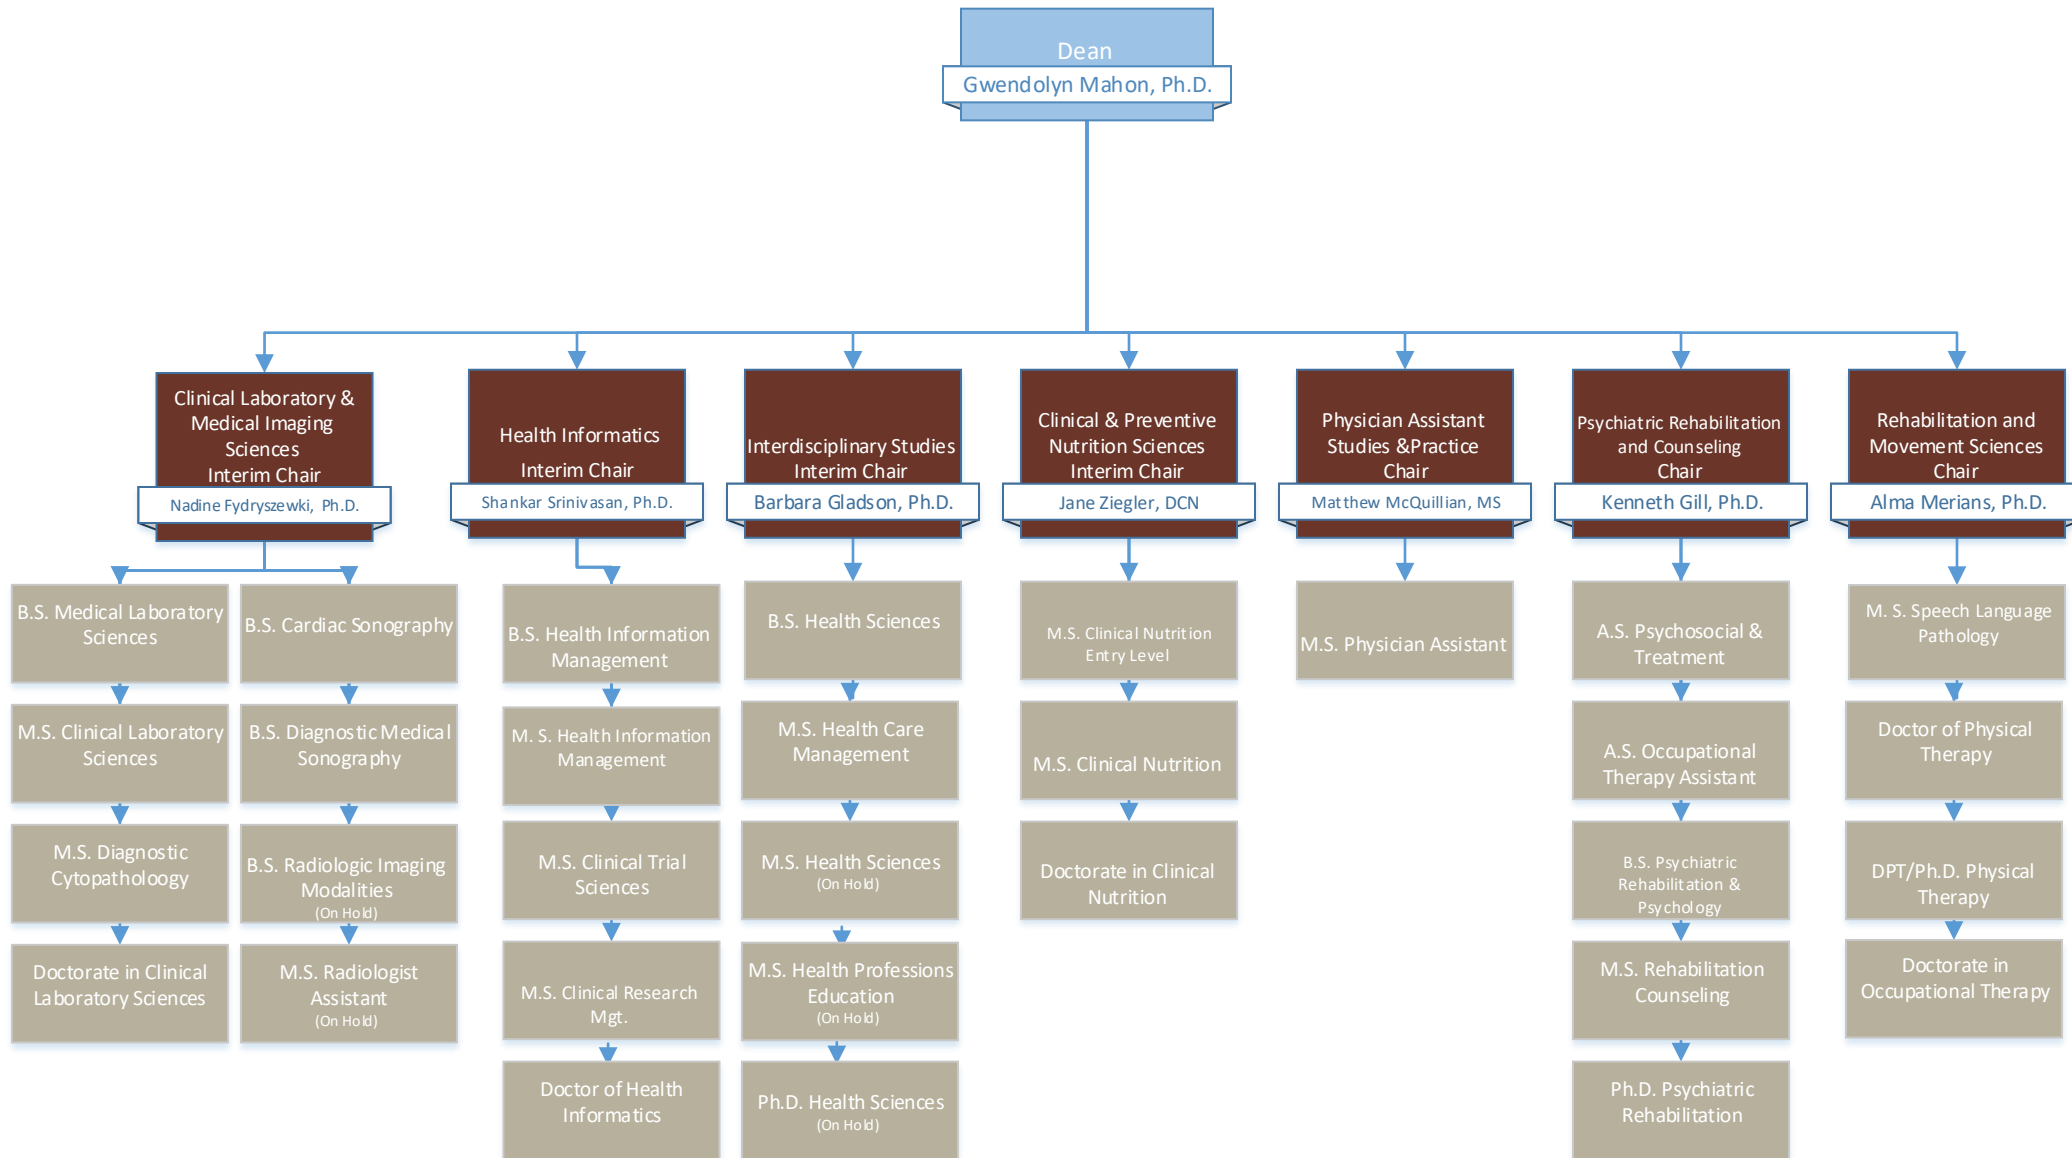 Dean
Gwendolyn Mahon, Ph.D.
Clinical Laboratory &
Medical Imaging
Sciences
Interim Chair
Nadine Fydryszewki, Ph.D.
Health Informatics
Interim Chair
Shankar Srinivasan, Ph.D.
Interdisciplinary Studies
Interim Chair
Barbara Gladson, Ph.D.
Clinical & Preventive
Nutrition Sciences
Interim Chair
Jane Ziegler, DCN
Physician Assistant
Studies &Practice
Chair
Matthew McQuillian, MS
Psychiatric Rehabilitation
and Counseling
Chair
Kenneth Gill, Ph.D.
Rehabilitation and
Movement Sciences
Chair
Alma Merians, Ph.D.
B.S. Medical Laboratory
Sciences
M.S. Clinical Laboratory
Sciences
M.S. Diagnostic
Cytopatholoogy
Doctorate in Clinical
Laboratory Sciences
B.S. Cardiac Sonography
B.S. Diagnostic Medical
Sonography
B.S. Radiologic Imaging
Modalities
(On Hold)
M.S. Radiologist
Assistant
(On Hold)
B.S. Health Information
Management
M. S. Health Information
Management
M.S. Clinical Trial
Sciences
M.S. Clinical Research
Mgt.
Doctor of Health
Informatics
B.S. Health Sciences
M.S. Health Care
Management
M.S. Health Sciences
(On Hold)
M.S. Health Professions
Education
(On Hold)
Ph.D. Health Sciences
(On Hold)
M.S. Clinical Nutrition
Entry Level
M.S. Clinical Nutrition
Doctorate in Clinical
Nutrition
M.S. Physician Assistant
A.S. Psychosocial &
Treatment
A.S. Occupational
Therapy Assistant
B.S. Psychiatric
Rehabilitation &
Psychology
M.S. Rehabilitation
Counseling
Ph.D. Psychiatric
Rehabilitation
M. S. Speech Language
Pathology
Doctor of Physical
Therapy
DPT/Ph.D. Physical
Therapy
Doctorate in
Occupational Therapy